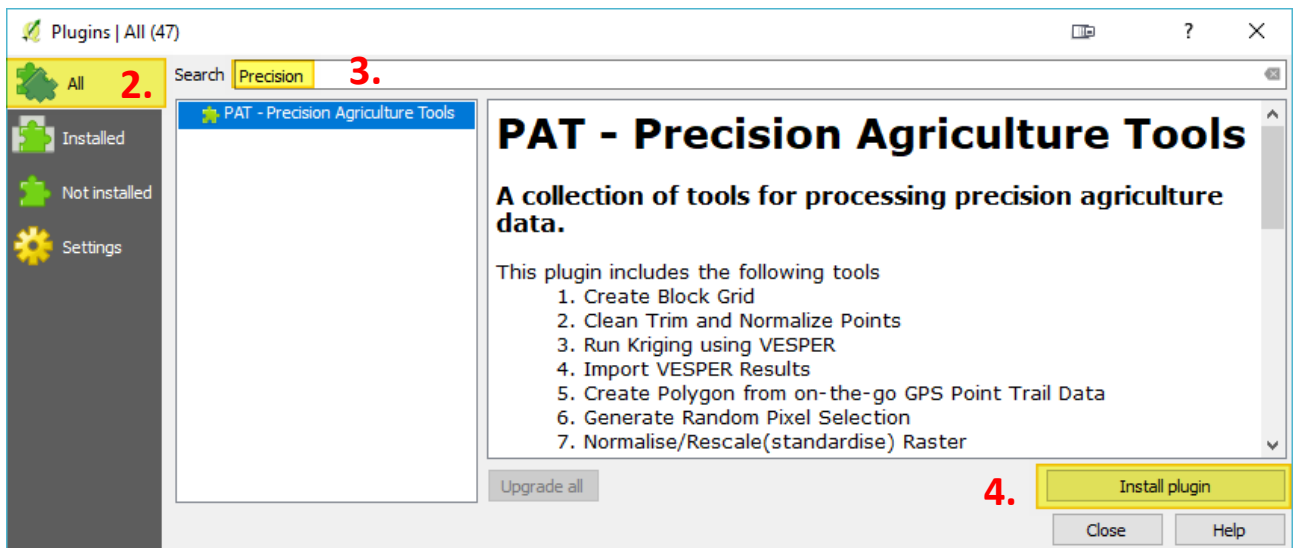 Plugins | All (47)
?
All
2.
Search
Precision
3.
Installed
Not installed
Settings
PAT - Precision Agriculture Tools
PAT - Precision Agriculture Tools
A collection of tools for processing precision agriculture
data.
This plugin includes the following tools
1. Create Block Grid
2. Clean Trim and Normalize Points
3. Run Kriging using VESPER
4. Import VESPER Results
5. Create Polygon from on-the-go GPS Point Trail Data
6. Generate Random Pixel Selection
7. Normalise/Rescale(standardise) Raster
Upgrade all
4.
Install plugin
Close
Help